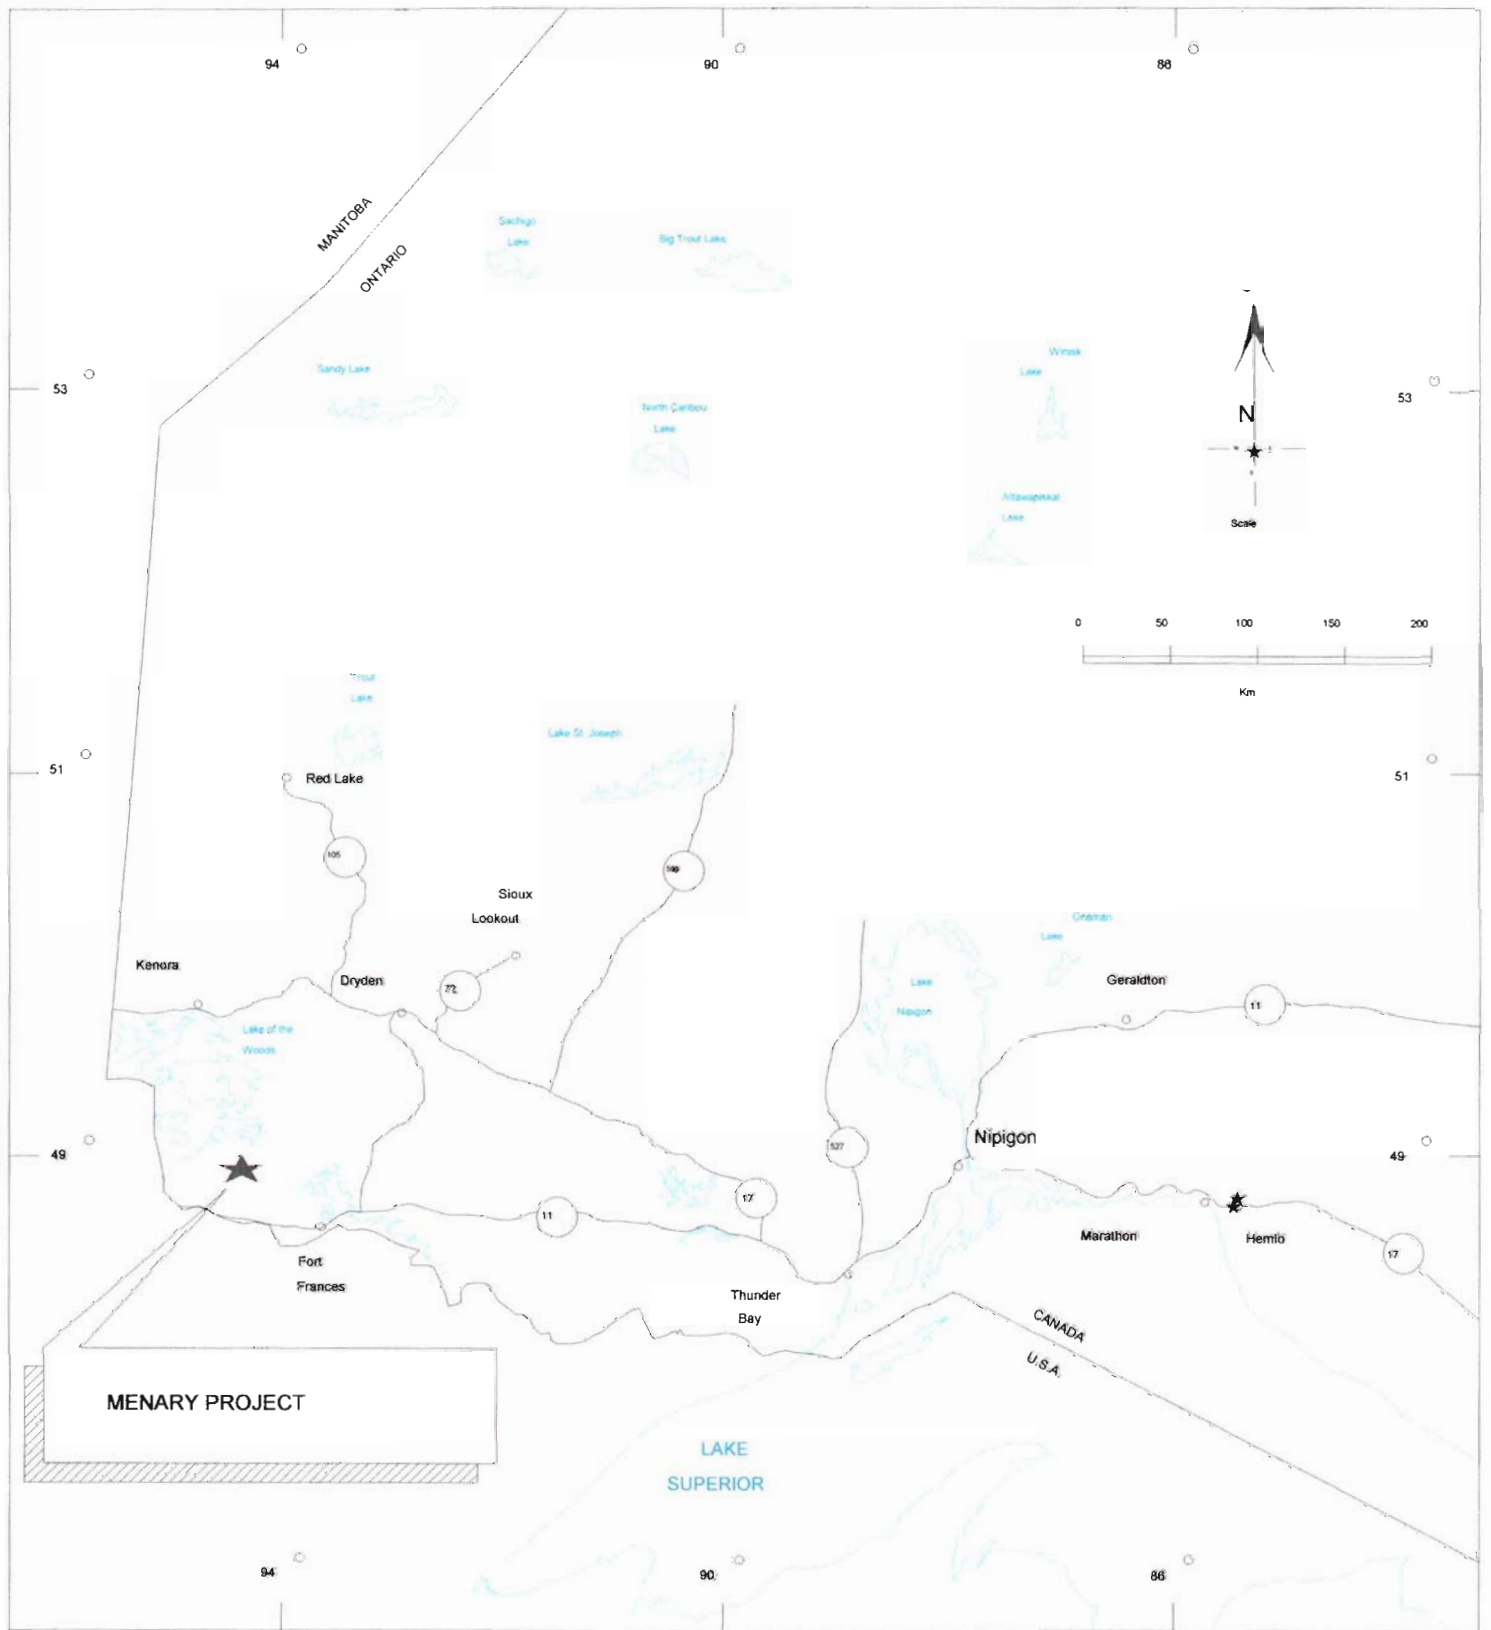 94
90
86
MANITOBA
ONTARIO
Sachigo
Lake
Big Trout Lake
Winisk
Lake
Sandy Lake
53
53
North Caribou
Lake
N
Attawapiskat
Lake
Scale
0 50 100 150 200
Km
Trout
Lake
Lake St. Joseph
51
Red Lake
51
105
Sioux
Lookout
Kenora
Dryden
72
Lake
Nipigon
Lake
Geraldton
11
Lake of the
Woods
Nipigon
527
49
49
17
11
Marathon
Hemlo
17
Fort
Frances
Thunder
Bay
CANADA
U.S.A.
MENARY PROJECT
LAKE
SUPERIOR
94
90
86